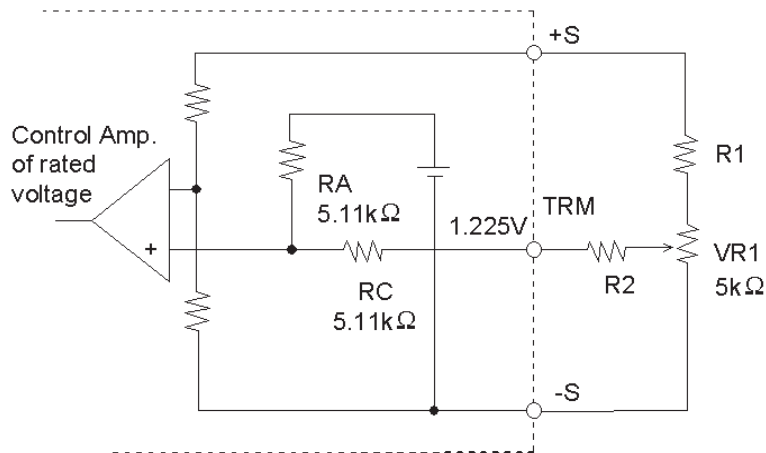 +S
Control Amp.
of rated
voltage
RA
5.11kΩ
R1
1.225V
TRM
+
RC
5.11kΩ
R2
VR1
5kΩ
-S